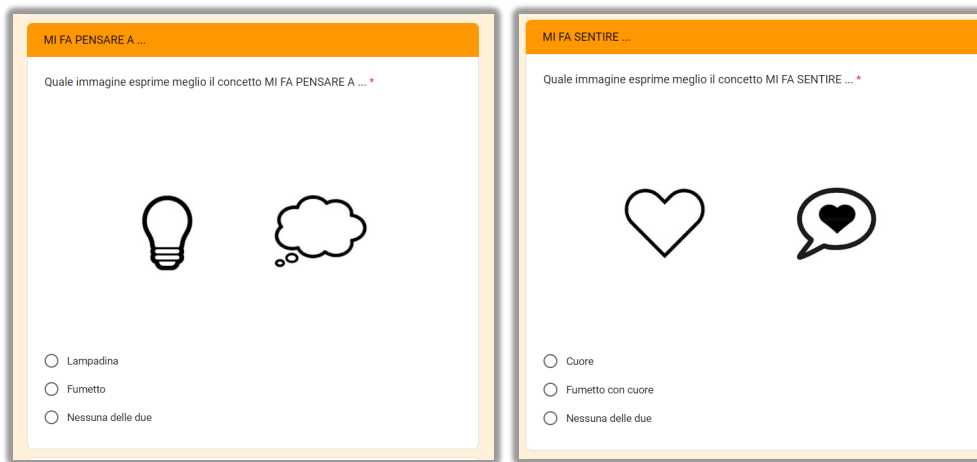 MI FA PENSARE A ...
Quale immagine esprime meglio il concetto MI FA PENSARE A ... *
Lampadina
Fumetto
Nessuna delle due
MI FA SENTIRE ...
Quale immagine esprime meglio il concetto MI FA SENTIRE ... *
Cuore
Fumetto con cuore
Nessuna delle due